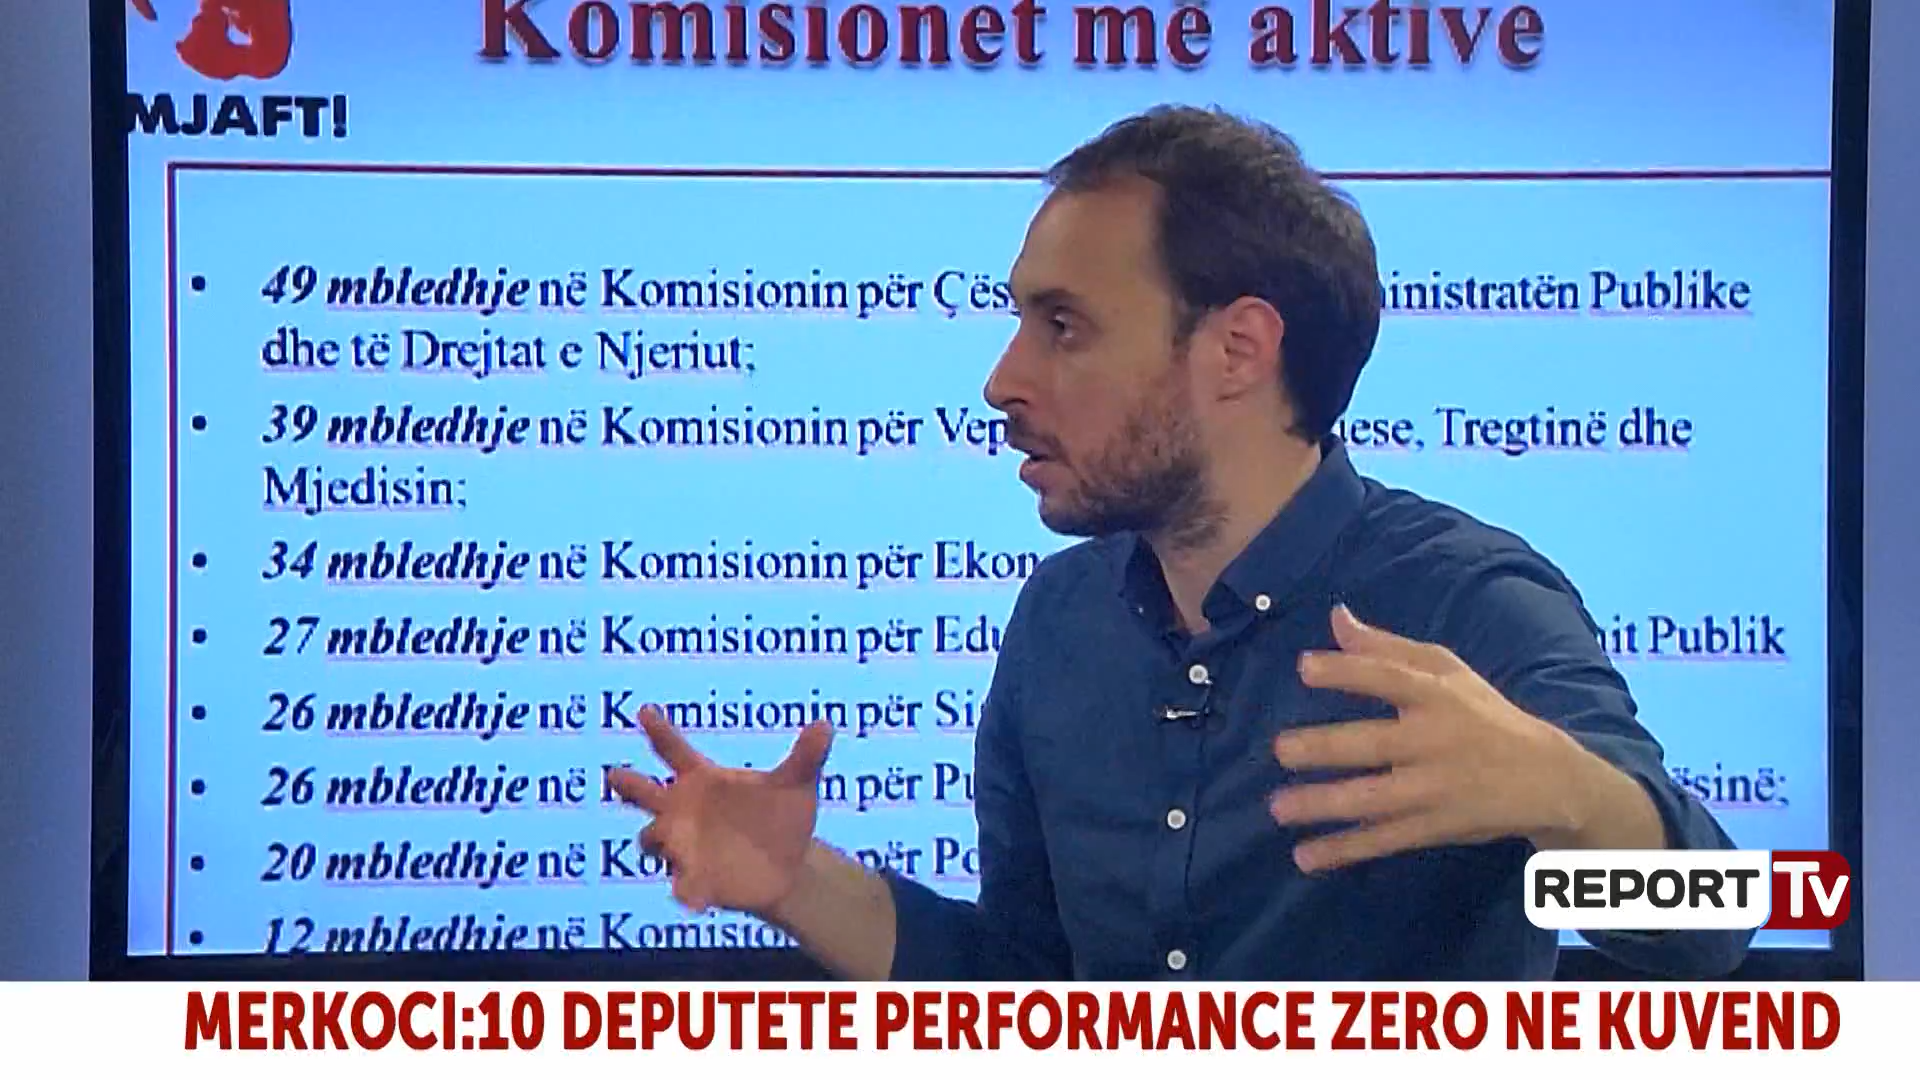 Komisionet më aktive
MJAFT!
• 49 mbledhje në Komisionin për Çës inistratën Publike
dhe të Drejtat e Njeriut;
• 39 mbledhje në Komisionin për Vep ese, Tregtinë dhe
Mjedisin;
• 34 mbledhje në Komisionin për Ekon
• 27 mbledhje në Komisionin për Edu it Publik
• 26 mbledhje në Komisionin për Si
• 26 mbledhje në për Pu ësinë;
• 20 mbledhje në Ko për Po
• 12 mbledhje në Komisio
REPORT TV
MERKOCI:10 DEPUTETE PERFORMANCE ZERO NE KUVEND